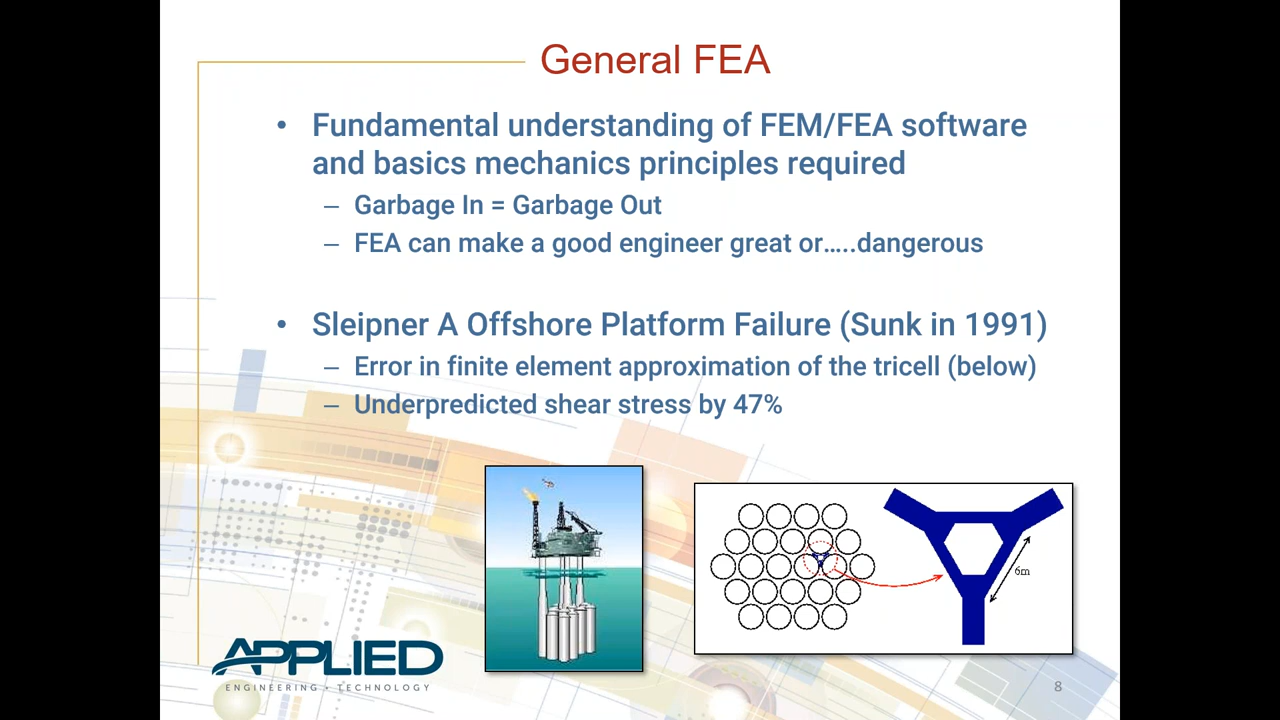 General FEA
• Fundamental understanding of FEM/FEA software
and basics mechanics principles required
– Garbage In = Garbage Out
– FEA can make a good engineer great or…..dangerous
• Sleipner A Offshore Platform Failure (Sunk in 1991)
– Error in finite element approximation of the tricell (below)
– Underpredicted shear stress by 47%
6m
APPLIED
ENGINEERING • TECHNOLOGY
8